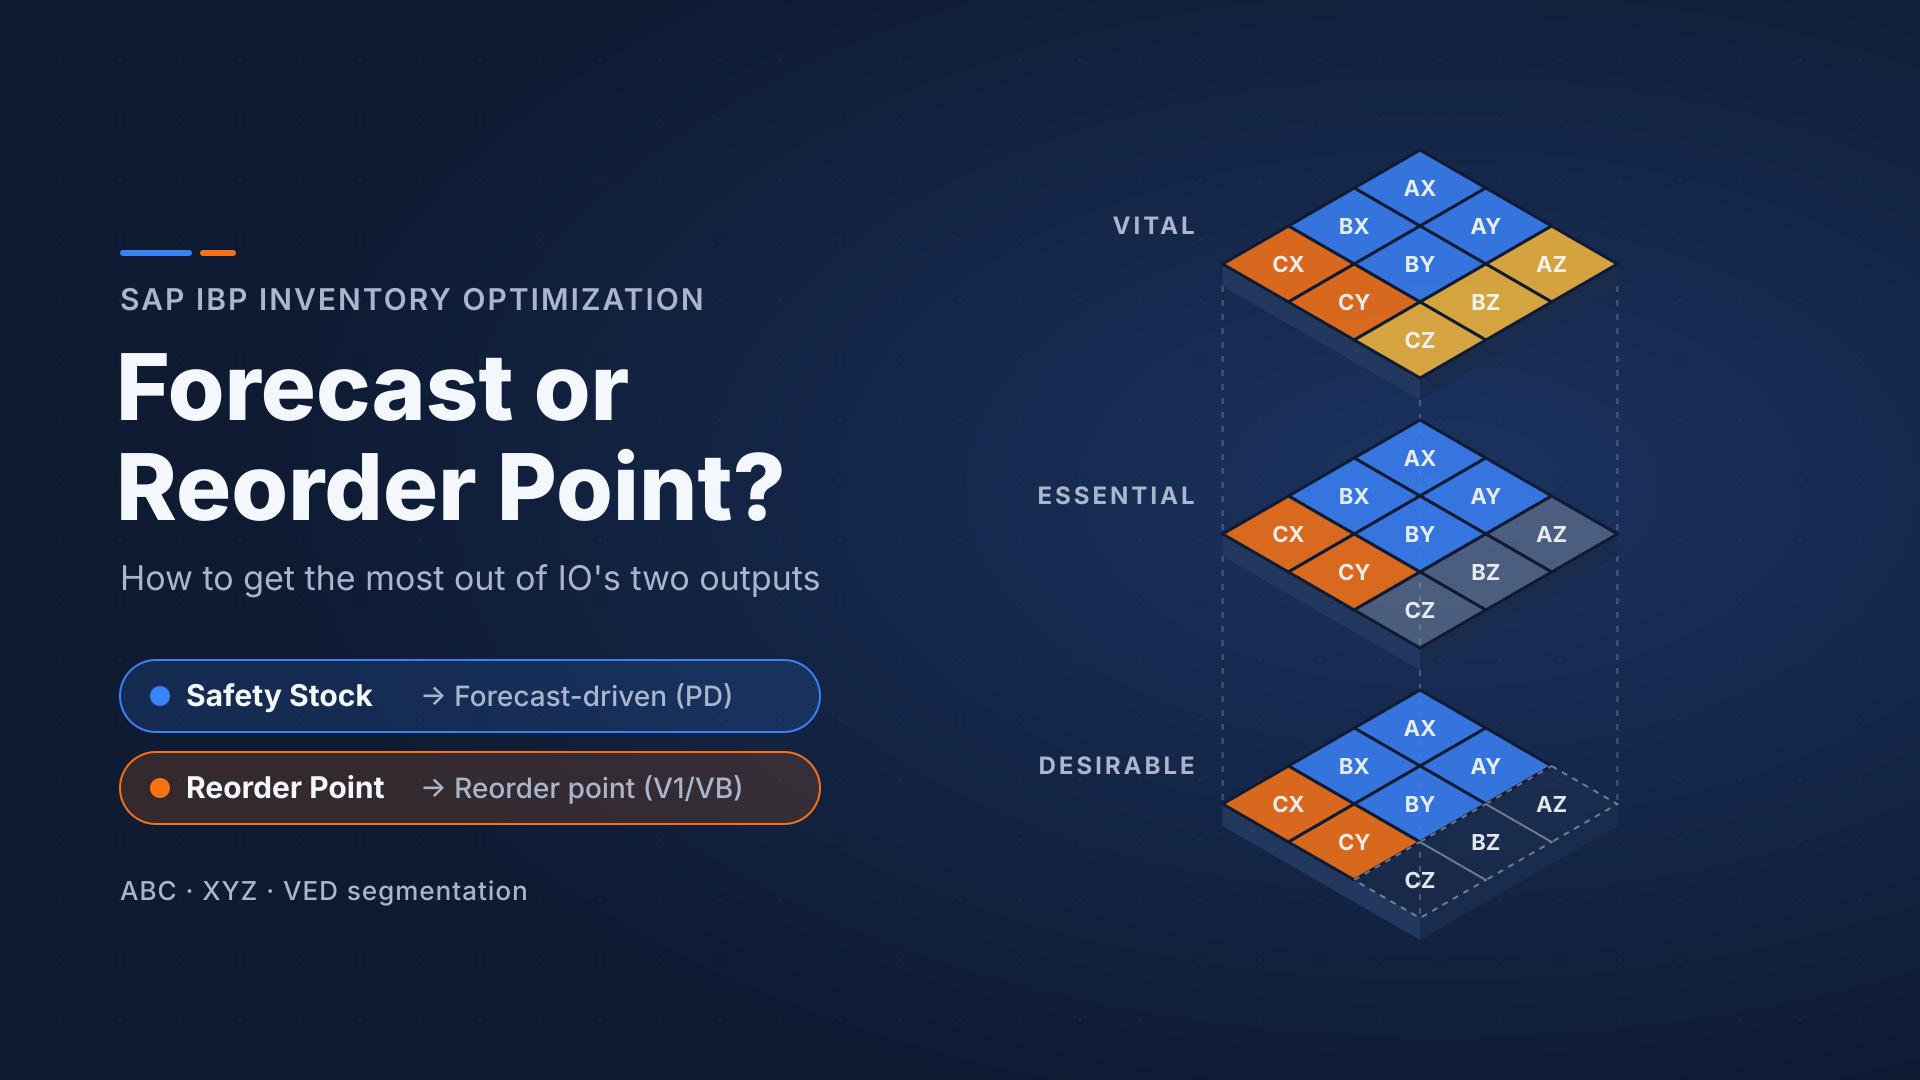 SAP IBP INVENTORY OPTIMIZATION
Forecast or
Reorder Point?
How to get the most out of IO's two outputs
Safety Stock → Forecast-driven (PD)
Reorder Point → Reorder point (V1/VB)
ABC · XYZ · VED segmentation
VITAL
AX
BX AY
CX BY AZ
CY BZ
CZ
ESSENTIAL
AX
BX AY
CX BY AZ
CY BZ
CZ
DESIRABLE
AX
BX AY
CX BY AZ
CY BZ
CZ